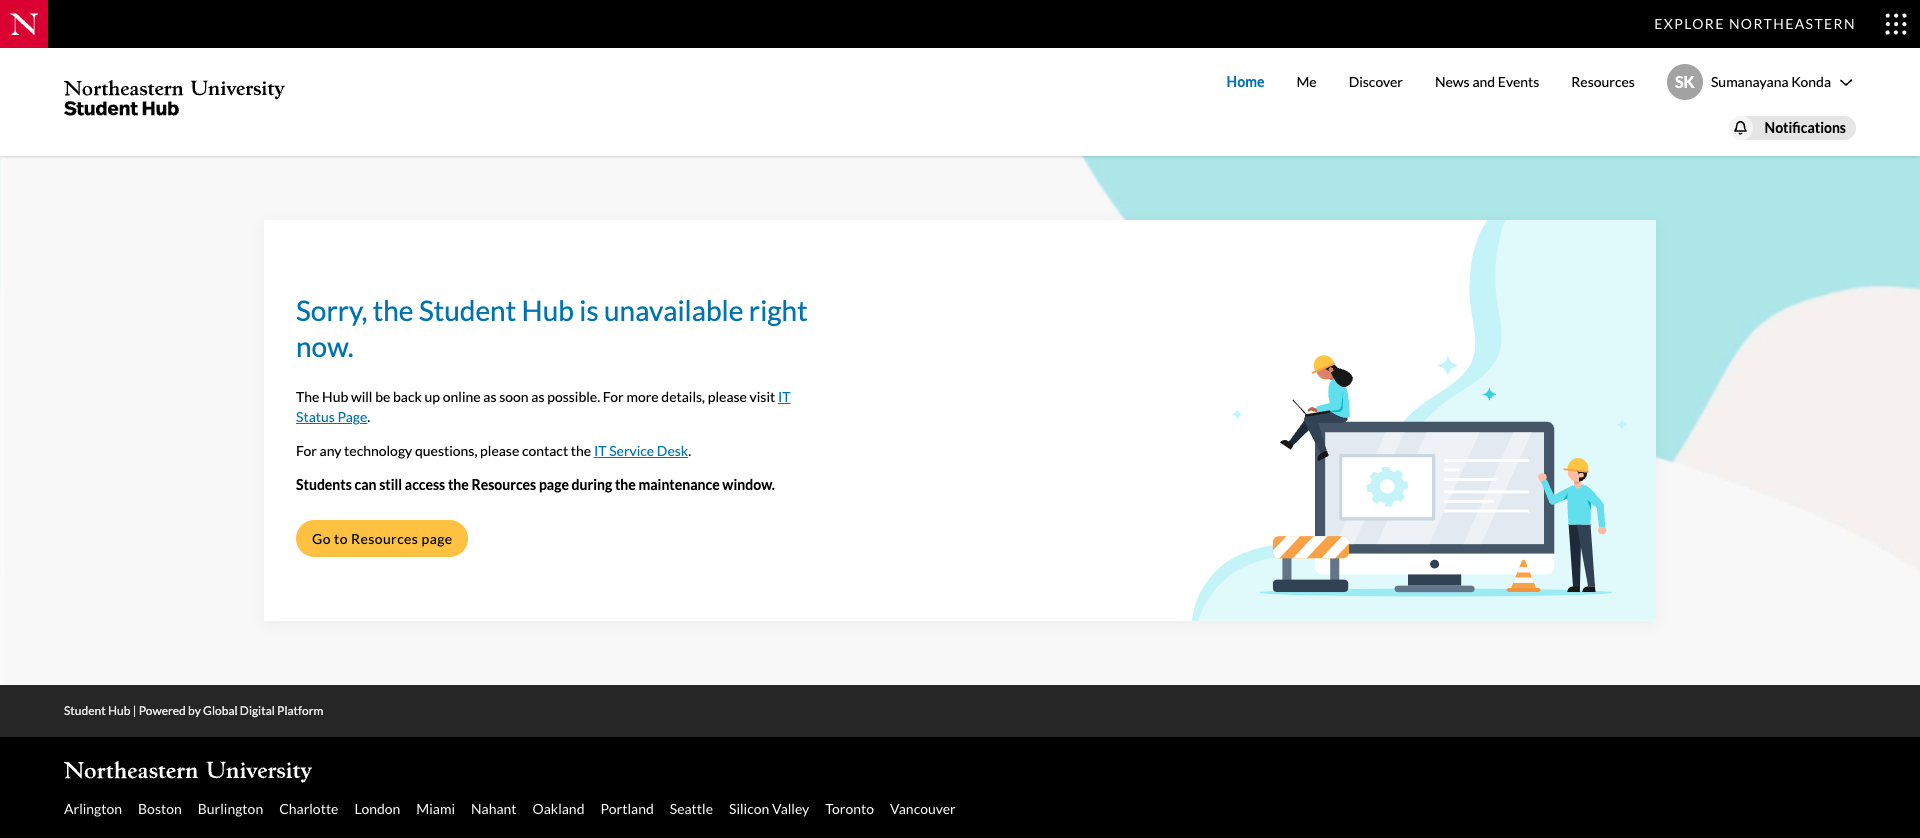 N
EXPLORE NORTHEASTERN
Northeastern University
Student Hub
Home Me Discover News and Events Resources SK Sumanayana Konda
Notifications
Sorry, the Student Hub is unavailable right
now.
The Hub will be back up online as soon as possible. For more details, please visit IT
Status Page.
For any technology questions, please contact the IT Service Desk.
Students can still access the Resources page during the maintenance window.
Go to Resources page
Student Hub | Powered by Global Digital Platform
Northeastern University
Arlington Boston Burlington Charlotte London Miami Nahant Oakland Portland Seattle Silicon Valley Toronto Vancouver